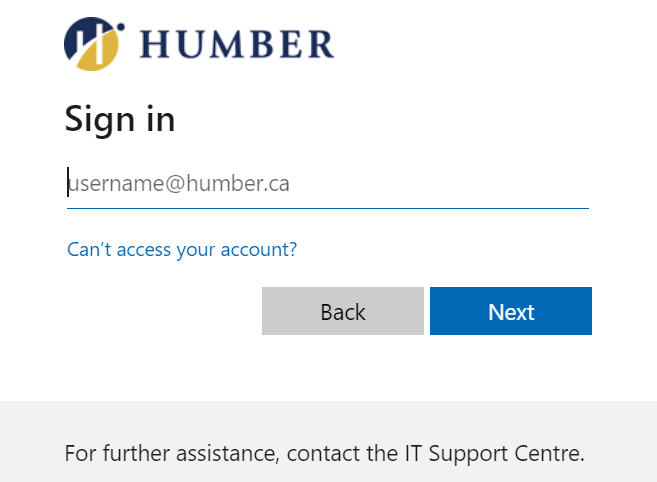 HUMBER
Sign in
username@humber.ca
Can't access your account?
Back
Next
For further assistance, contact the IT Support Centre.